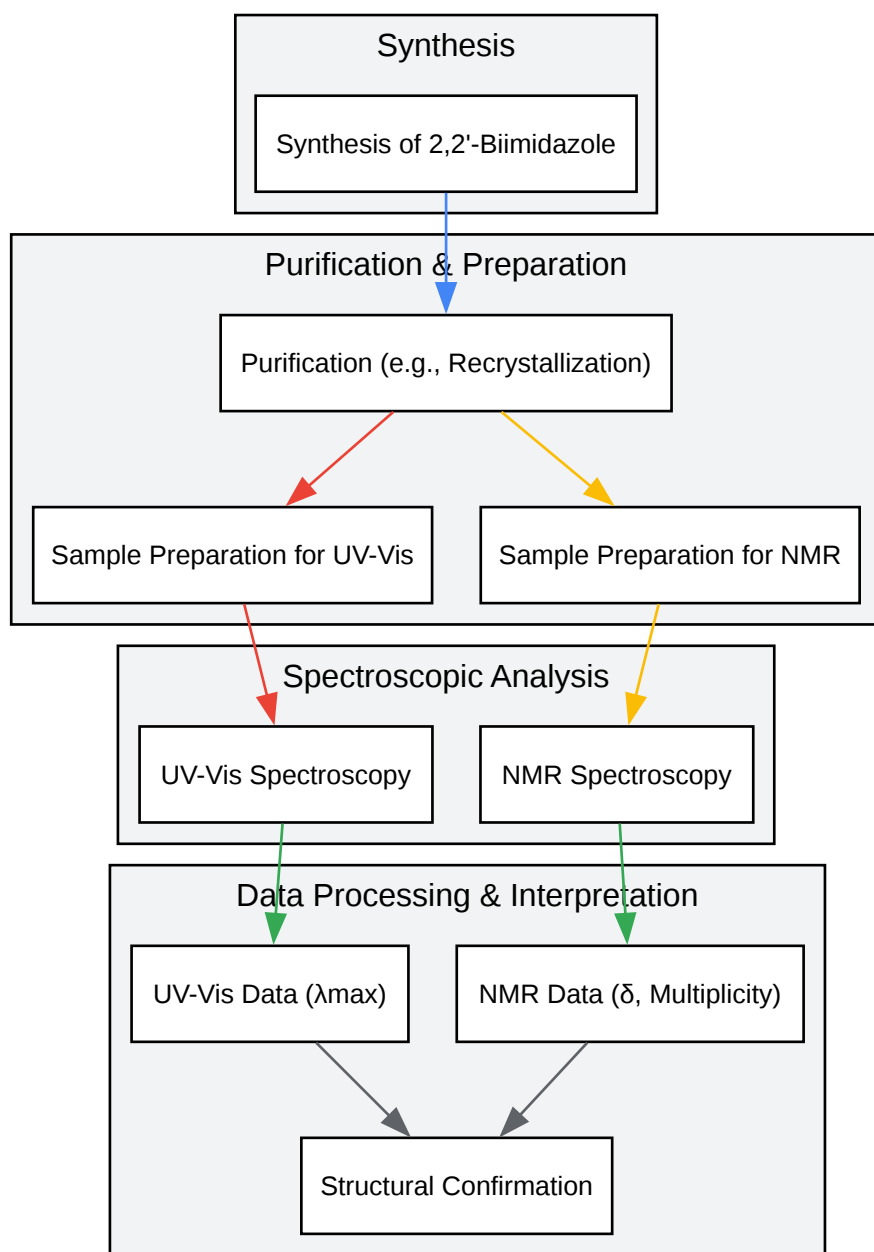 Synthesis
Synthesis of 2,2'-Biimidazole
Purification & Preparation
Purification (e.g., Recrystallization)
Sample Preparation for UV-Vis
Sample Preparation for NMR
Spectroscopic Analysis
UV-Vis Spectroscopy
NMR Spectroscopy
Data Processing & Interpretation
UV-Vis Data (λmax)
NMR Data (δ, Multiplicity)
Structural Confirmation